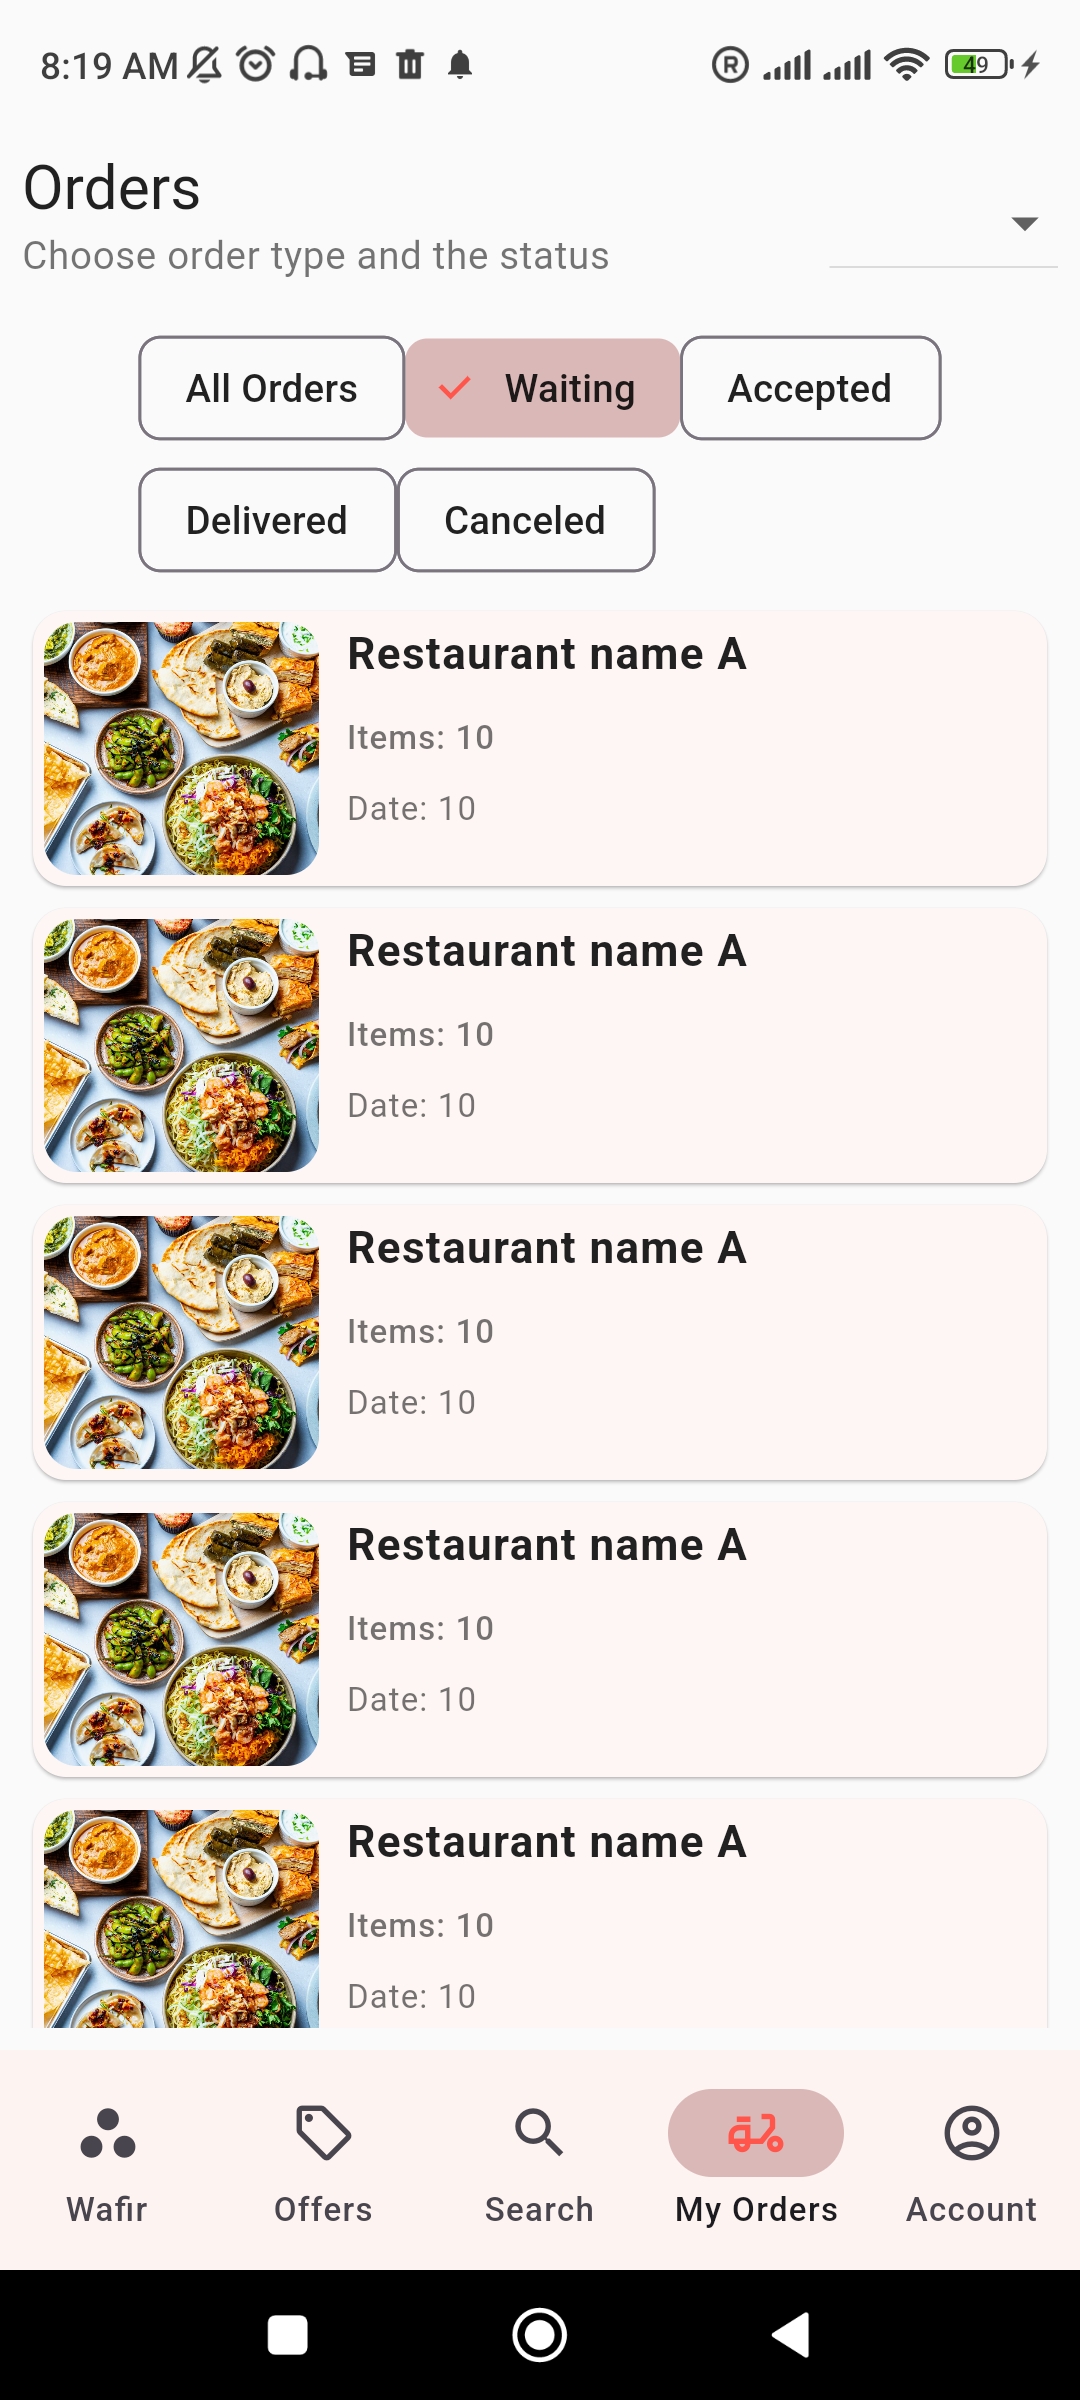 8:19 AM
49
Orders
Choose order type and the status
All Orders
Waiting
Accepted
Delivered
Canceled
Restaurant name A
Items: 10
Date: 10
Restaurant name A
Items: 10
Date: 10
Restaurant name A
Items: 10
Date: 10
Restaurant name A
Items: 10
Date: 10
Restaurant name A
Items: 10
Date: 10
Wafir
Offers
Search
My Orders
Account